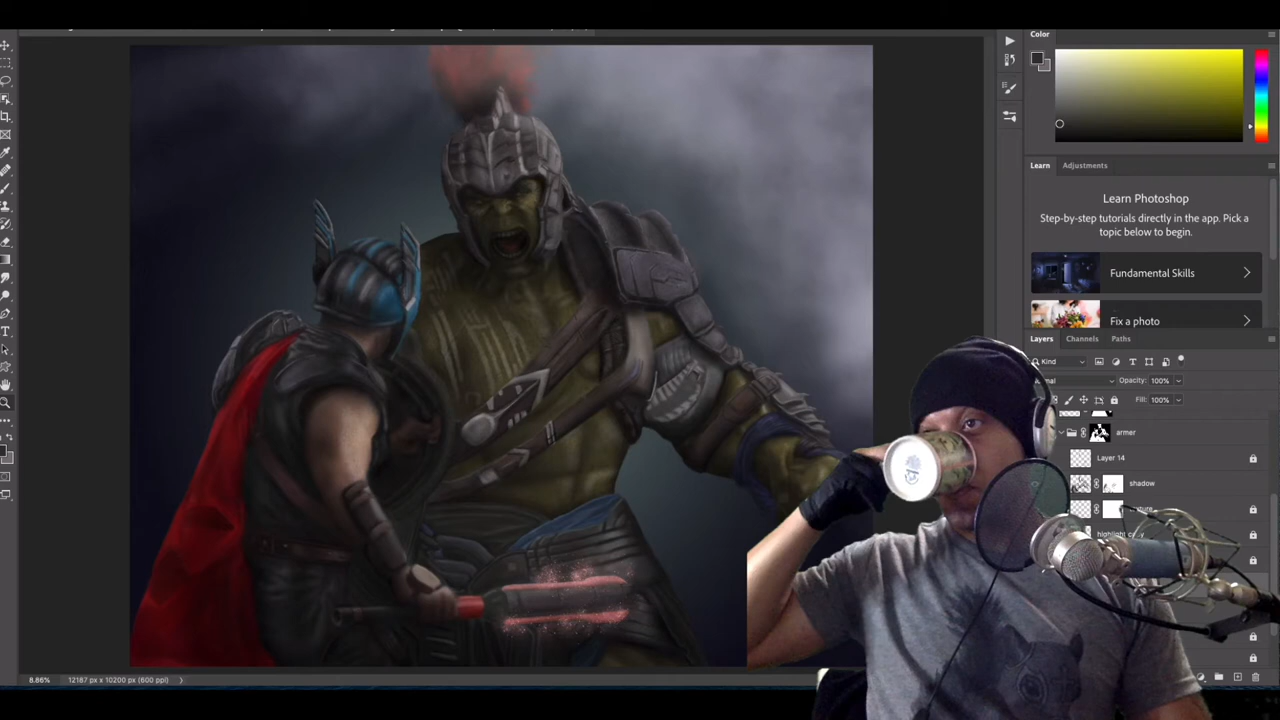 Color
Learn Adjustments
Learn Photoshop
Step-by-step tutorials directly in the app. Pick a
topic below to begin.
Fundamental Skills
Fix a photo
Layers Channels Paths
Kind
Opacity: 100%
Fill: 100%
armer
Layer 14
shadow
8.86% 12187 px x 10200 px (600 ppi)